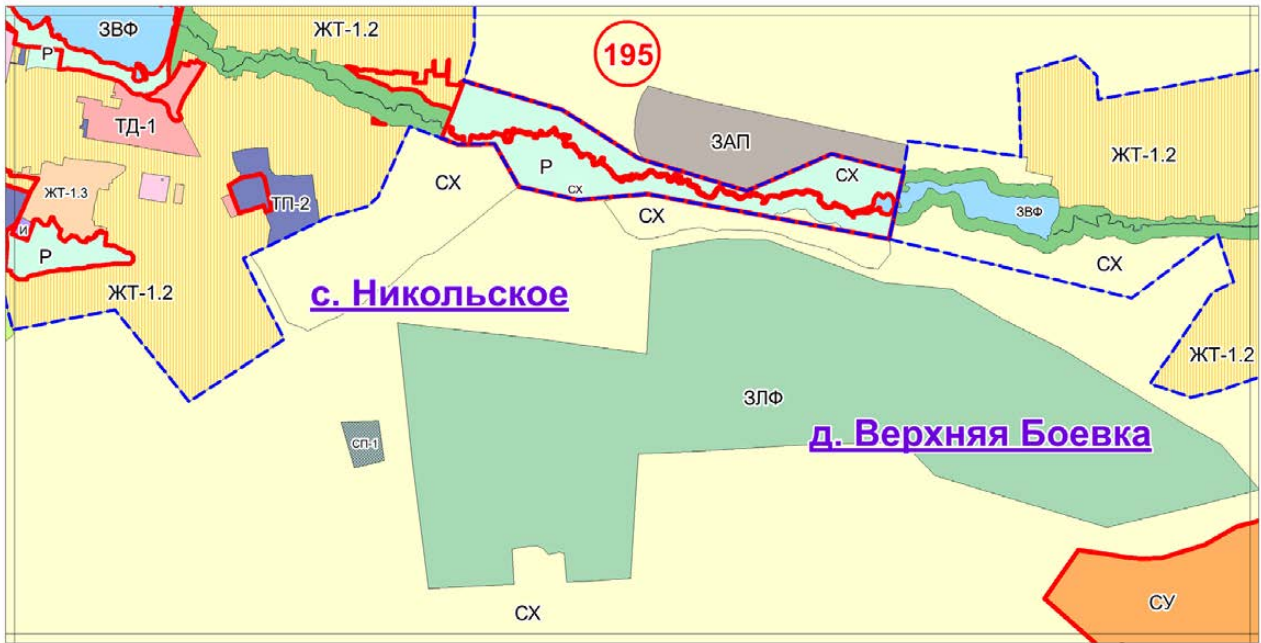 ЗВФ
ЖТ-1.2
195
Р
ТД-1
ЗАП
ЖТ-1.2
Р
СХ
СХ
СХ
ЖТ-1.3
ТП-2
СХ
ЗВФ
И
Р
СХ
ЖТ-1.2
с. Никольское
ЖТ-1.2
ЗЛФ
д. Верхняя Боевка
СП-1
СУ
СХ